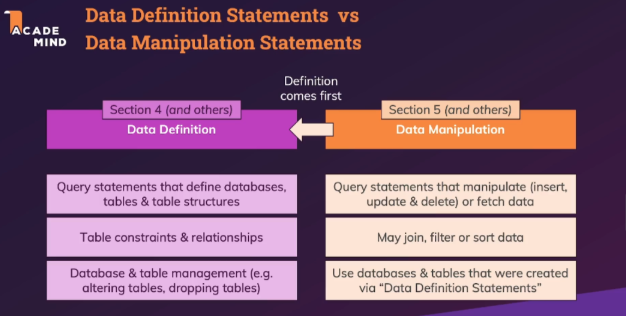 ACADE
MIND
Data Definition Statements vs
Data Manipulation Statements
Definition
comes first
Section 4 (and others)
Data Definition
Section 5 (and others)
Data Manipulation
Query statements that define databases,
tables & table structures
Query statements that manipulate (insert,
update & delete) or fetch data
Table constraints & relationships
May join, filter or sort data
Database & table management (e.g.
altering tables, dropping tables)
Use databases & tables that were created
via “Data Definition Statements”